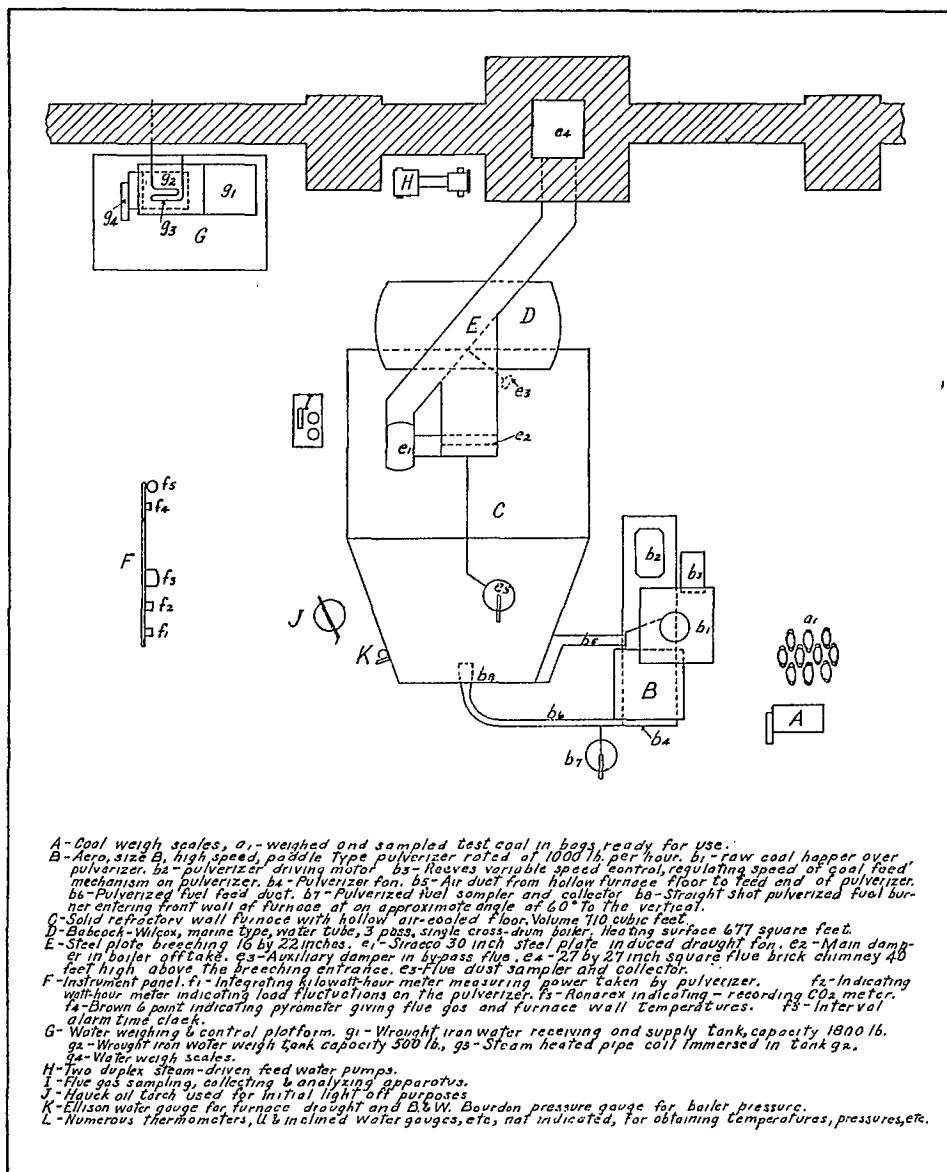 e4
H
g2
g1
g4
g3
G
D
E
e3
e1
e2
I
C
f5
f4
F
f3
f2
f1
b2
b3
e5
b1
a1
J
b5
K
b8
B
A
b6
b4
b7
A-Coal weigh scales, a1-weighed and sampled test coal in bags ready for use.
B-Aero, size B, high speed, paddle type pulverizer rated at 1000 lb. per hour. b1-raw coal hopper over
pulverizer. b2-pulverizer driving motor b3-Reeves variable speed control, regulating speed of coal feed
mechanism on pulverizer. b4-Pulverizer fan. b5-Air duct from hollow furnace floor to feed end of pulverizer.
b6-Pulverized fuel feed duct. b7-Pulverized fuel sampler and collector b8-Straight shot pulverized fuel bur-
ner entering front wall of furnace at an approximate angle of 60° to the vertical.
C-Solid refractory wall furnace with hollow air-cooled floor. Volume 710 cubic feet.
D-Babcock-Wilcox, marine type, water tube, 3 pass, single cross-drum boiler. Heating surface 677 square feet.
E-Steel plate breeching 16 by 22 inches. e1-Sirocco 30 inch steel plate induced draught fan. e2-Main damp-
er in boiler offtake. e3-Auxiliary damper in by-pass flue. e4-27 by 27 inch square flue brick chimney 40
feet high above the breeching entrance. e5-Flue dust sampler and collector.
F-Instrument panel. f1-Integrating kilowatt-hour meter measuring power taken by pulverizer. f2-Indicating
watt-hour meter indicating load fluctuations on the pulverizer. f3-Ronarex indicating-recording CO2 meter.
f4-Brown 6 point indicating pyrometer giving flue gas and furnace wall temperatures. f5-Interval
alarm time clock.
G-Water weighing & control platform. g1-Wrought iron water receiving and supply tank, capacity 1800 lb.
g2-Wrought iron water weigh tank capacity 500 lb., g3-Steam heated pipe coil immersed in tank g2.
g4-Water weigh scales.
H-Two duplex steam-driven feed water pumps.
I-Flue gas sampling, collecting & analyzing apparatus.
J-Hauck oil torch used for initial light off purposes
K-Ellison water gauge for furnace draught and B.&W. Bourdon pressure gauge for boiler pressure.
L-Numerous thermometers, U & inclined water gauges, etc, not indicated, for obtaining temperatures, pressures, etc.